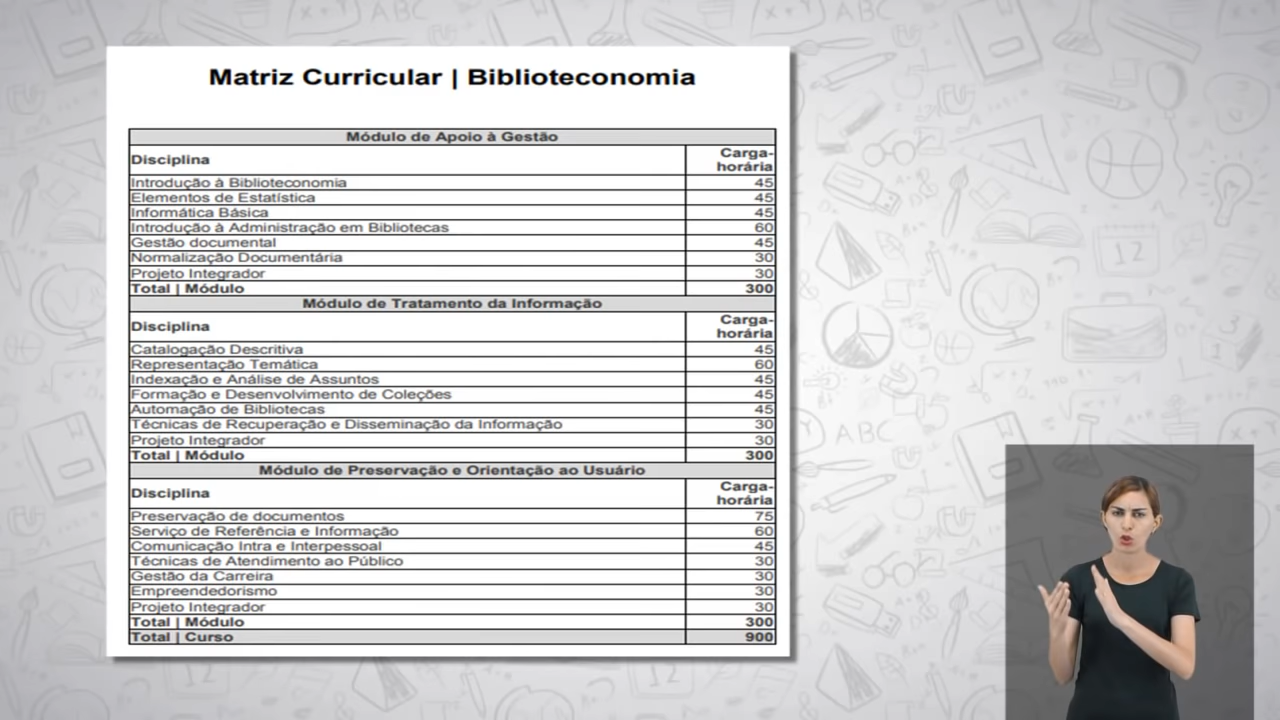 Matriz Curricular | Biblioteconomia
Módulo de Apoio à Gestão
Disciplina Carga-
horária
Introdução à Biblioteconomia 45
Elementos de Estatística 45
Informática Básica 45
Introdução à Administração em Bibliotecas 60
Gestão documental 45
Normalização Documentária 30
Projeto Integrador 30
Total | Módulo 300
Módulo de Tratamento da Informação
Disciplina Carga-
horária
Catalogação Descritiva 45
Representação Temática 60
Indexação e Análise de Assuntos 45
Formação e Desenvolvimento de Coleções 45
Automação de Bibliotecas 45
Técnicas de Recuperação e Disseminação da Informação 30
Projeto Integrador 30
Total | Módulo 300
Módulo de Preservação e Orientação ao Usuário
Disciplina Carga-
horária
Preservação de documentos 75
Serviço de Referência e Informação 60
Comunicação Intra e Interpessoal 45
Técnicas de Atendimento ao Público 30
Gestão da Carreira 30
Empreendedorismo 30
Projeto Integrador 30
Total | Módulo 300
Total | Curso 900
ABC
12
ABC